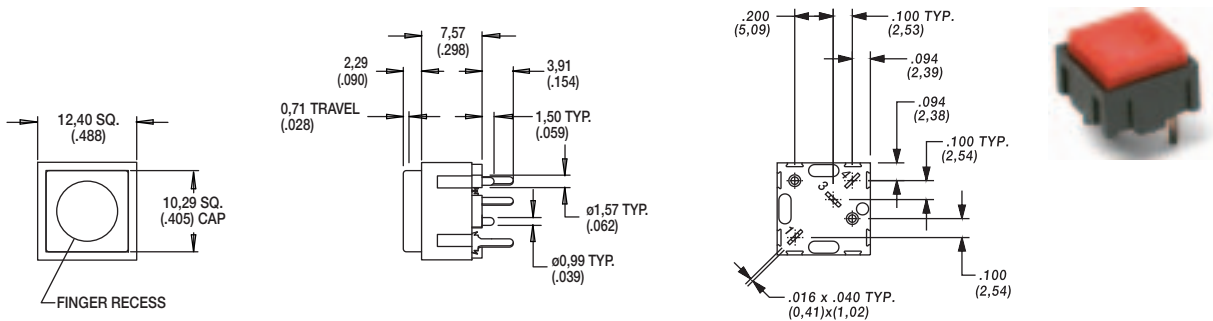 12,40 SQ.
(.488)
10,29 SQ.
(.405) CAP
FINGER RECESS
7,57
(.298)
2,29
(.090)
3,91
(.154)
0,71 TRAVEL
(.028)
1,50 TYP.
(.059)
ø1,57 TYP.
(.062)
ø0,99 TYP.
(.039)
.200
(5,09)
.100 TYP.
(2,53)
.094
(2,39)
.094
(2,38)
.100 TYP.
(2,54)
4
3
1
.100
(2,54)
.016 x .040 TYP.
(0,41)x(1,02)